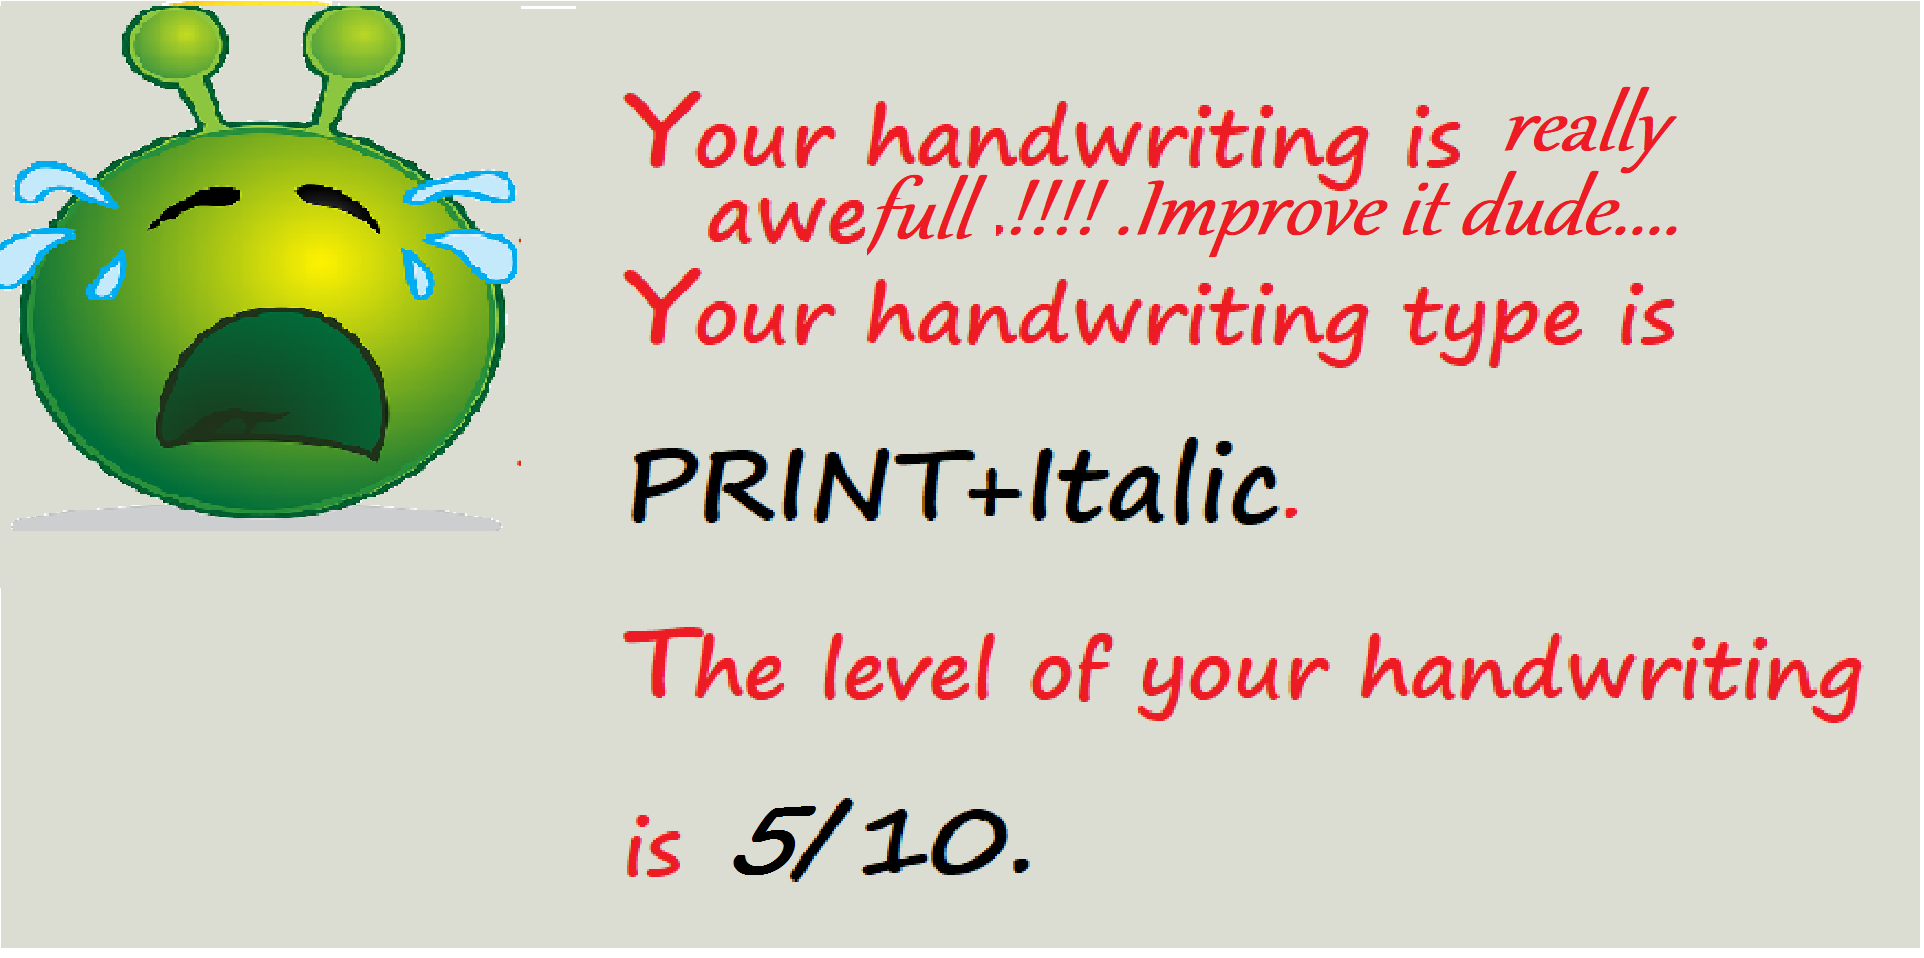 Your handwriting is really
awefull .!!!! .Improve it dude....
Your handwriting type is
PRINT+Italic.
The level of your handwriting
is 5/10.